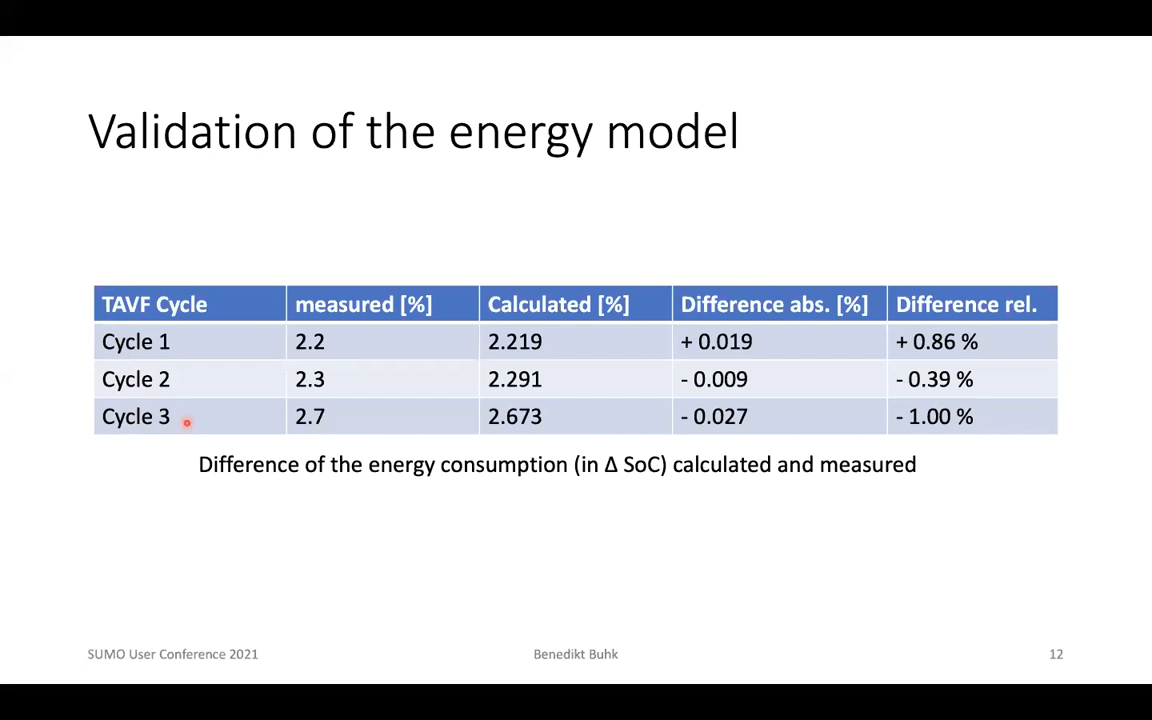 Validation of the energy model
TAVF Cycle measured [%] Calculated [%] Difference abs. [%] Difference rel.
Cycle 1 2.2 2.219 + 0.019 + 0.86 %
Cycle 2 2.3 2.291 - 0.009 - 0.39 %
Cycle 3 2.7 2.673 - 0.027 - 1.00 %
Difference of the energy consumption (in Δ SoC) calculated and measured
SUMO User Conference 2021 Benedikt Buhk 12